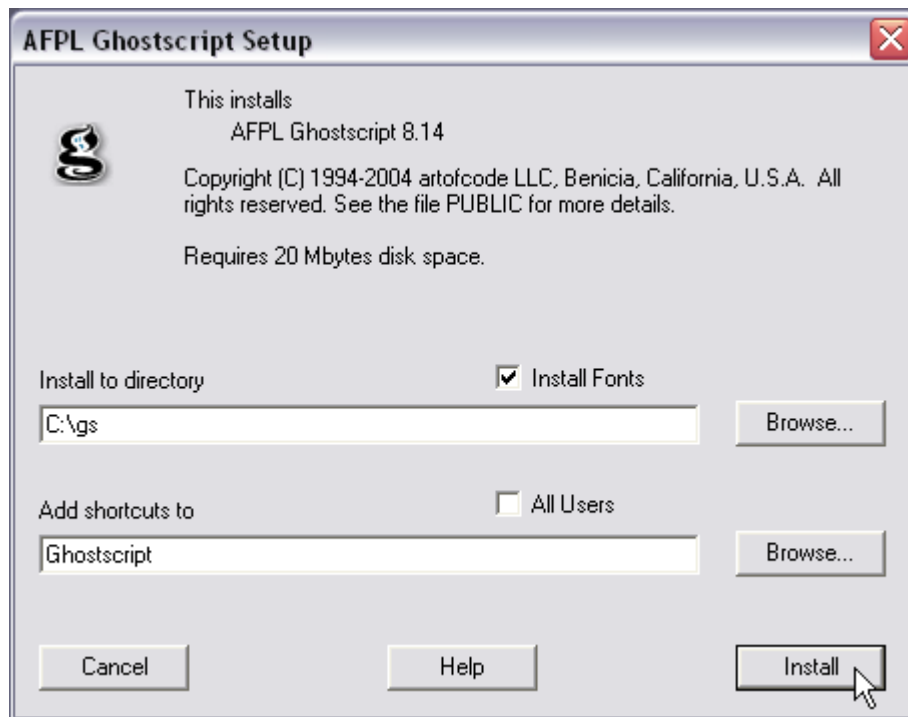 AFPL Ghostscript Setup
This installs
AFPL Ghostscript 8.14
Copyright (C) 1994-2004 artofcode LLC, Benicia, California, U.S.A. All
rights reserved. See the file PUBLIC for more details.
Requires 20 Mbytes disk space.
Install to directory
Install Fonts
C:\gs
Browse...
Add shortcuts to
All Users
Ghostscript
Browse...
Cancel
Help
Install